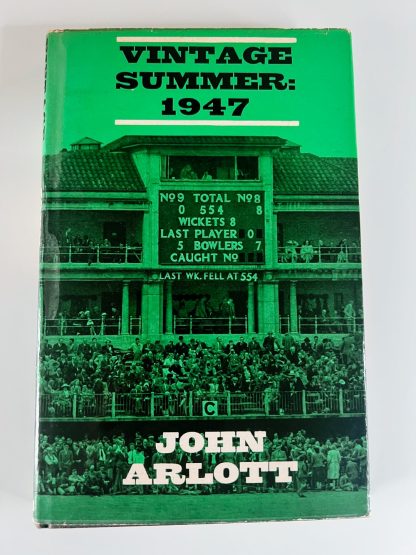 VINTAGE
SUMMER:
1947
No9 TOTAL No8
0 554 8
WICKETS 8
LAST PLAYER 0
5 BOWLERS 7
CAUGHT No
LAST WK. FELL AT 554
C
JOHN
ARLOTT